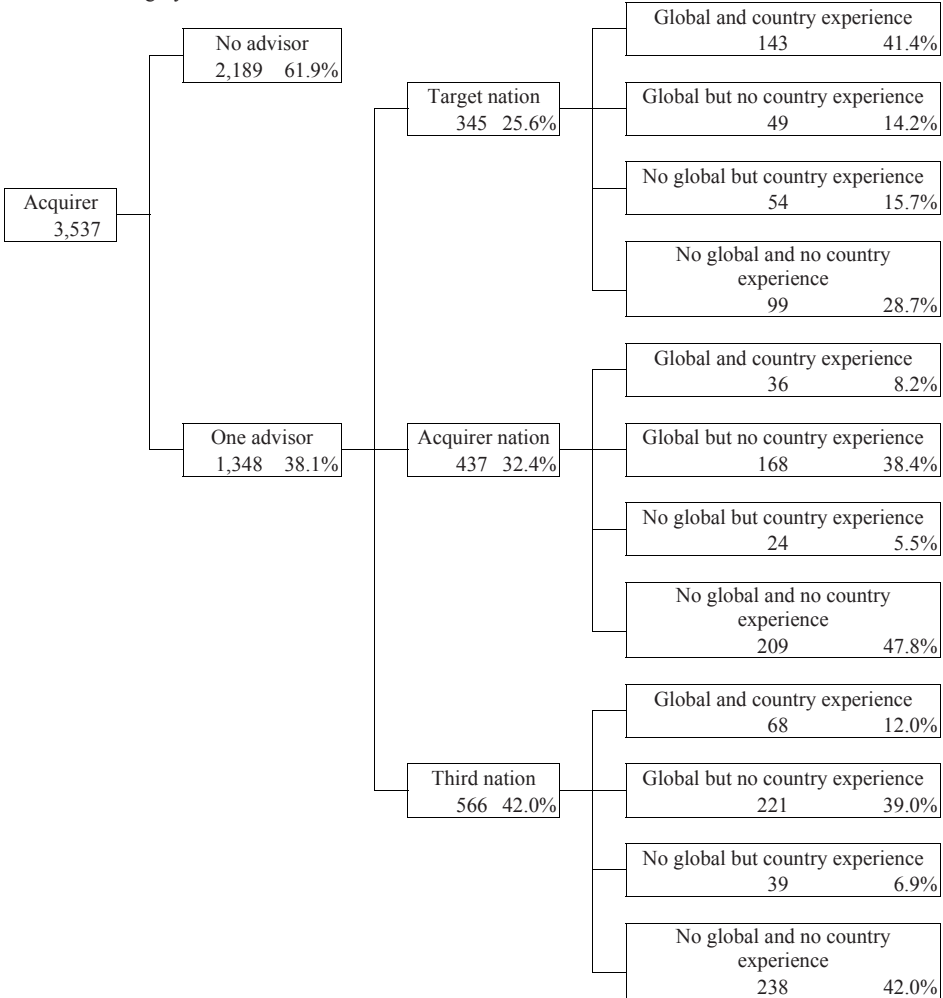 Acquirer
3,537
No advisor
2,189 61.9%
One advisor
1,348 38.1%
Target nation
345 25.6%
Global and country experience
143 41.4%
Global but no country experience
49 14.2%
No global but country experience
54 15.7%
No global and no country
experience
99 28.7%
Acquirer nation
437 32.4%
Global and country experience
36 8.2%
Global but no country experience
168 38.4%
No global but country experience
24 5.5%
No global and no country
experience
209 47.8%
Third nation
566 42.0%
Global and country experience
68 12.0%
Global but no country experience
221 39.0%
No global but country experience
39 6.9%
No global and no country
experience
238 42.0%